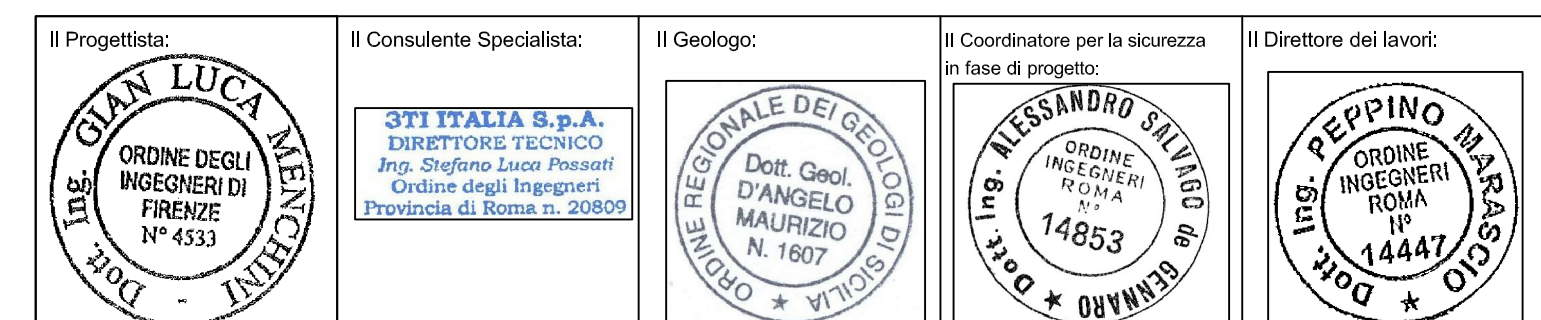 Il Progettista:
Dott. Ing. GIAN LUCA MENCHINI -
ORDINE DEGLI
INGEGNERI DI
FIRENZE
N° 4533
Il Consulente Specialista:
3TI ITALIA S.p.A.
DIRETTORE TECNICO
Ing. Stefano Luca Possati
Ordine degli Ingegneri
Provincia di Roma n. 20809
Il Geologo:
ORDINE REGIONALE DEI GEOLOGI DI SICILIA ★
Dott. Geol.
D'ANGELO
MAURIZIO
N. 1607
Il Coordinatore per la sicurezza
in fase di progetto:
Dott. Ing. ALESSANDRO SALVAGO de GENNARO ★
ORDINE
INGEGNERI
ROMA
N°
14853
Il Direttore dei lavori:
Dott. Ing. PEPPINO MARASCIO ★
ORDINE
INGEGNERI
ROMA
N°
14447